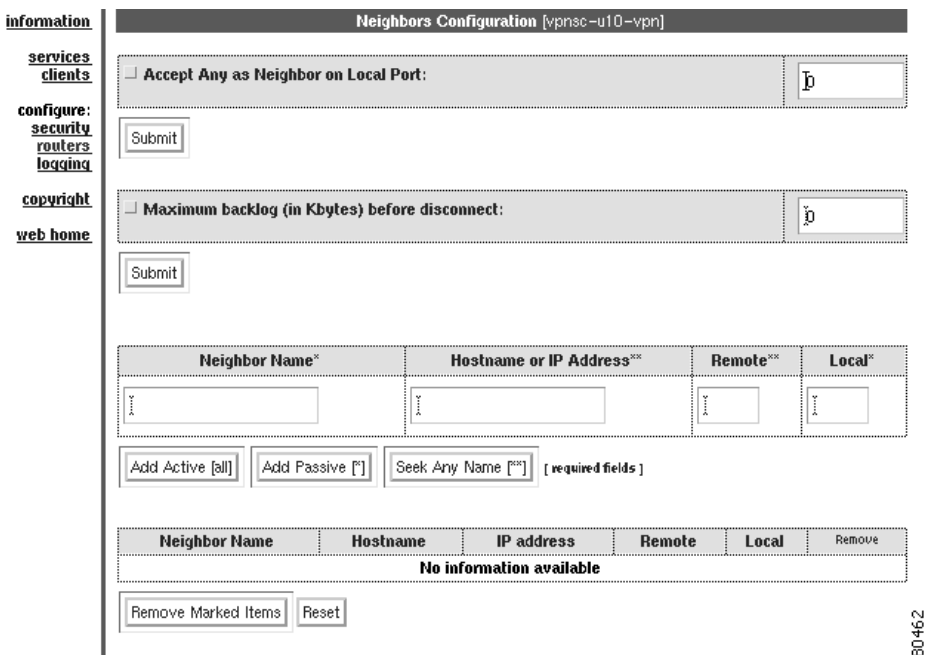 information
services
clients
configure:
security
routers
logging
copyright
web home
Neighbors Configuration [vpnsc-u10-vpn]
Accept Any as Neighbor on Local Port: 0
Submit
Maximum backlog (in Kbytes) before disconnect: 0
Submit
Neighbor Name* Hostname or IP Address** Remote** Local*
Add Active [all] Add Passive [*] Seek Any Name [**] [ required fields ]
Neighbor Name Hostname IP address Remote Local Remove
No information available
Remove Marked Items Reset
80462